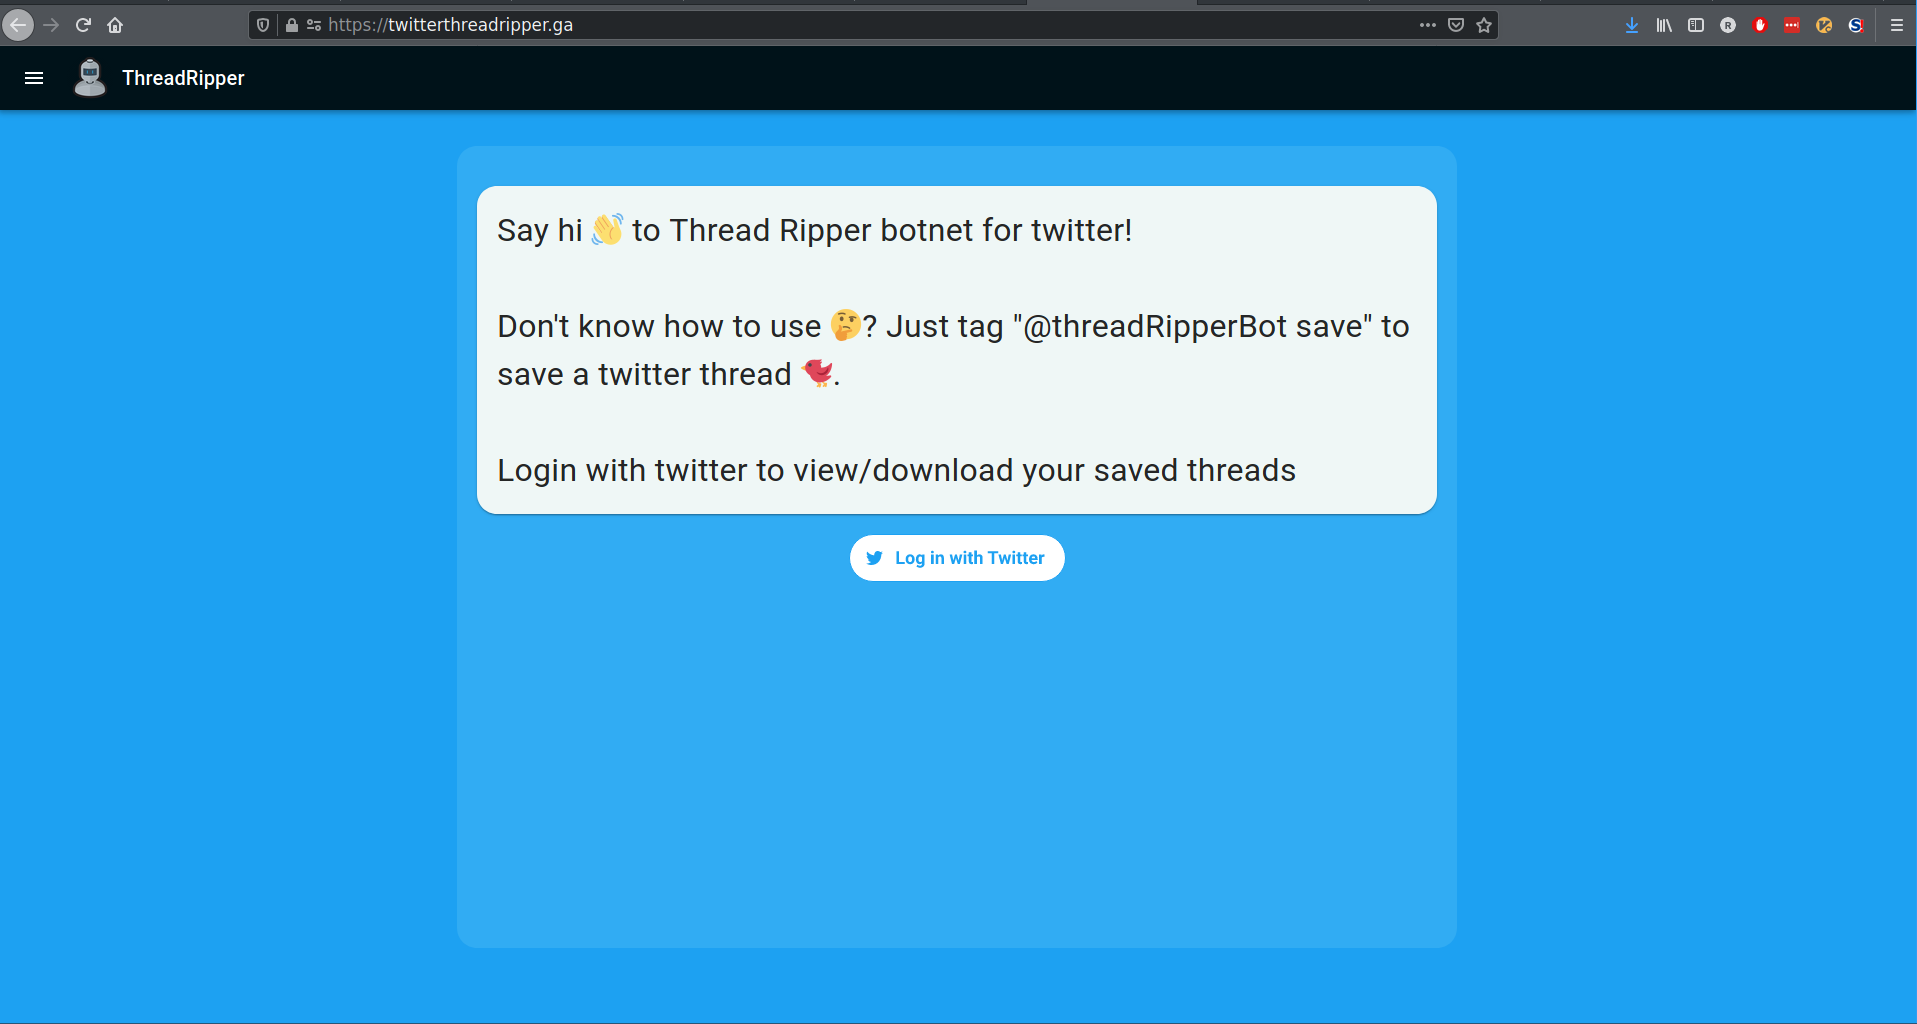 https://twitterthreadripper.ga
ThreadRipper
Say hi 👋 to Thread Ripper botnet for twitter!
Don't know how to use 🤔? Just tag "@threadRipperBot save" to
save a twitter thread 🐦.
Login with twitter to view/download your saved threads
Log in with Twitter